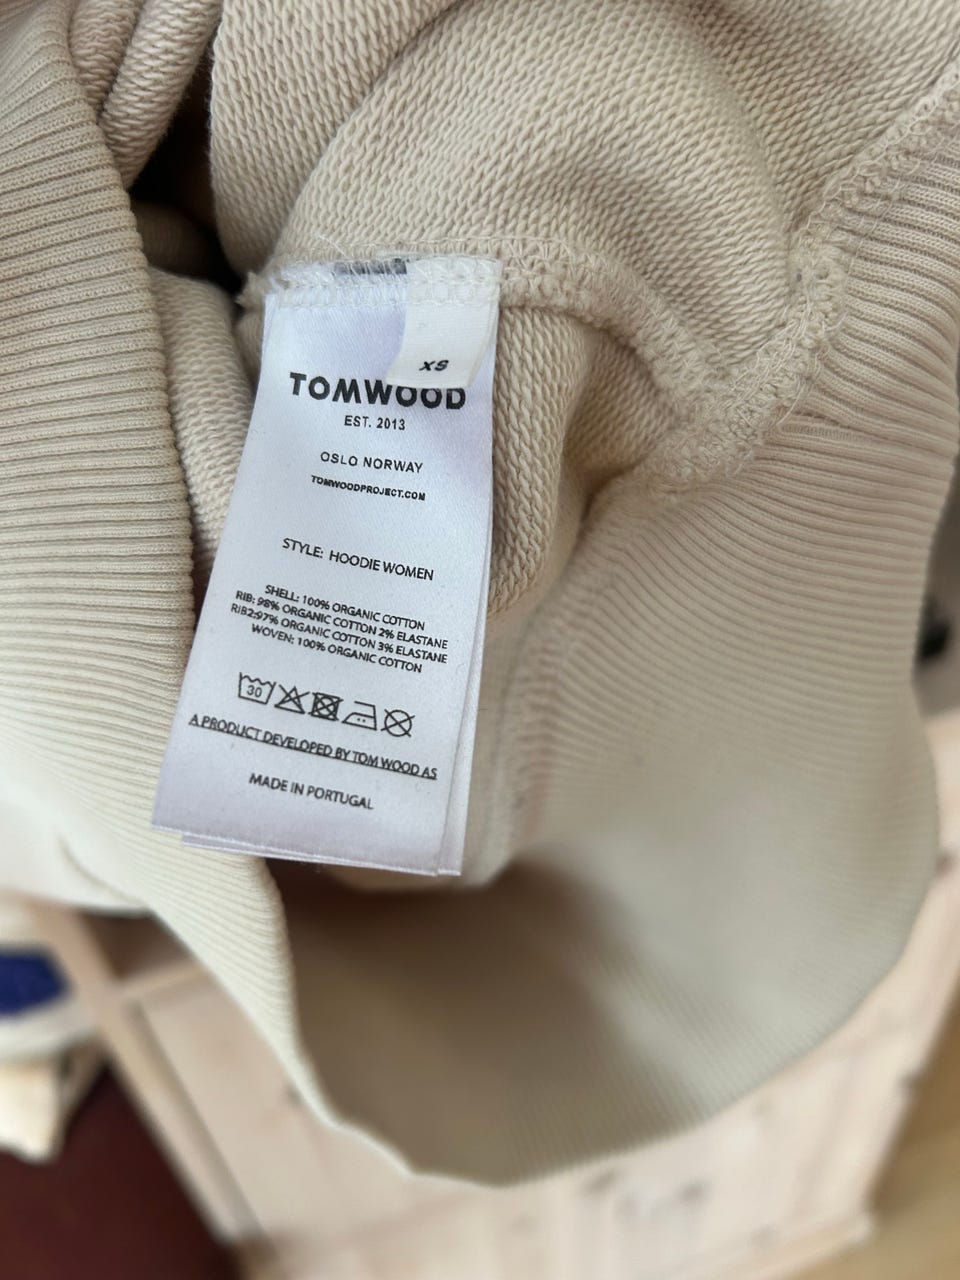 XS
TOMWOOD
EST. 2013
OSLO NORWAY
TOMWOODPROJECT.COM
STYLE: HOODIE WOMEN
SHELL: 100% ORGANIC COTTON
RIB: 98% ORGANIC COTTON 2% ELASTANE
RIB2:97% ORGANIC COTTON 3% ELASTANE
WOVEN: 100% ORGANIC COTTON
30
A PRODUCT DEVELOPED BY TOM WOOD AS
MADE IN PORTUGAL